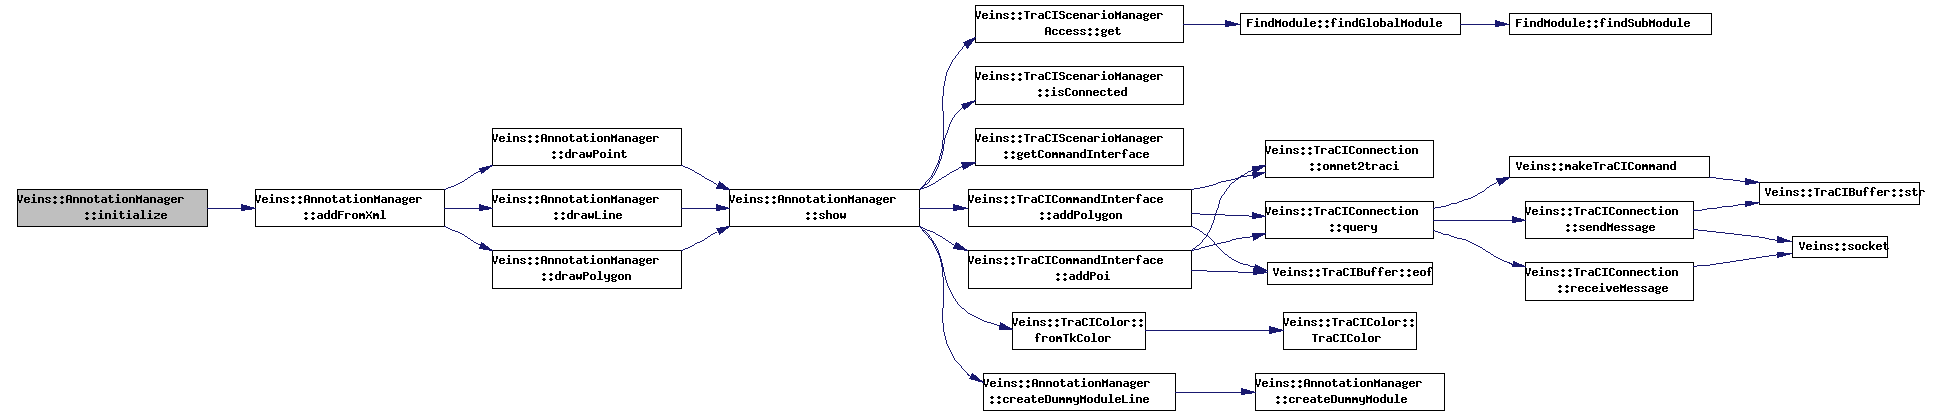 Veins::AnnotationManager
::initialize
Veins::AnnotationManager
::addFromXml
Veins::AnnotationManager
::drawPoint
Veins::AnnotationManager
::drawLine
Veins::AnnotationManager
::drawPolygon
Veins::AnnotationManager
::show
Veins::TraCIScenarioManager
Access::get
Veins::TraCIScenarioManager
::isConnected
Veins::TraCIScenarioManager
::getCommandInterface
Veins::TraCICommandInterface
::addPolygon
Veins::TraCICommandInterface
::addPoi
Veins::TraCIColor::
fromTkColor
Veins::AnnotationManager
::createDummyModuleLine
FindModule::findGlobalModule
FindModule::findSubModule
Veins::TraCIConnection
::omnet2traci
Veins::TraCIConnection
::query
Veins::TraCIBuffer::eof
Veins::TraCIColor::
TraCIColor
Veins::AnnotationManager
::createDummyModule
Veins::makeTraCICommand
Veins::TraCIConnection
::sendMessage
Veins::TraCIConnection
::receiveMessage
Veins::TraCIBuffer::str
Veins::socket